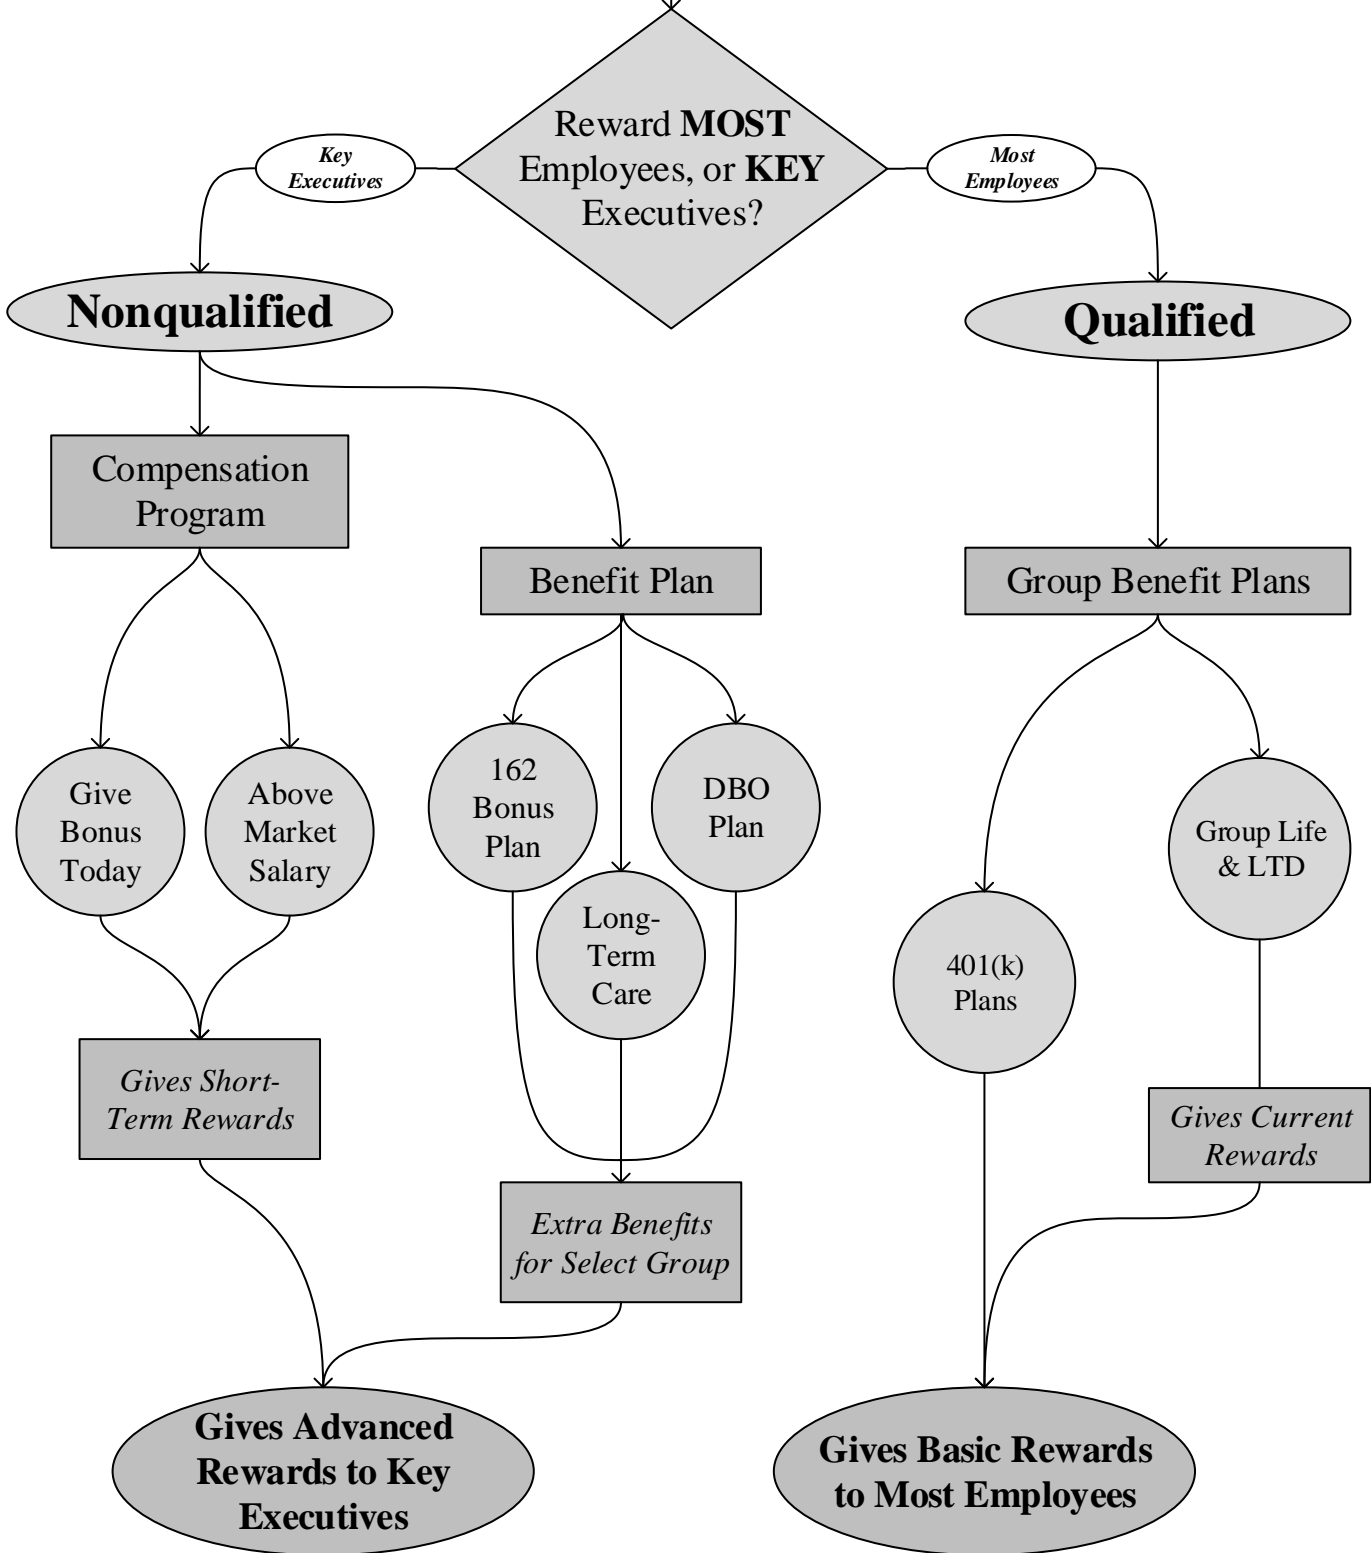 Reward MOST
Employees, or KEY
Executives?
Key
Executives
Most
Employees
Nonqualified
Qualified
Compensation
Program
Benefit Plan
Group Benefit Plans
Give
Bonus
Today
Above
Market
Salary
162
Bonus
Plan
Long-
Term
Care
DBO
Plan
401(k)
Plans
Group Life
& LTD
Gives Short-
Term Rewards
Extra Benefits
for Select Group
Gives Current
Rewards
Gives Advanced
Rewards to Key
Executives
Gives Basic Rewards
to Most Employees